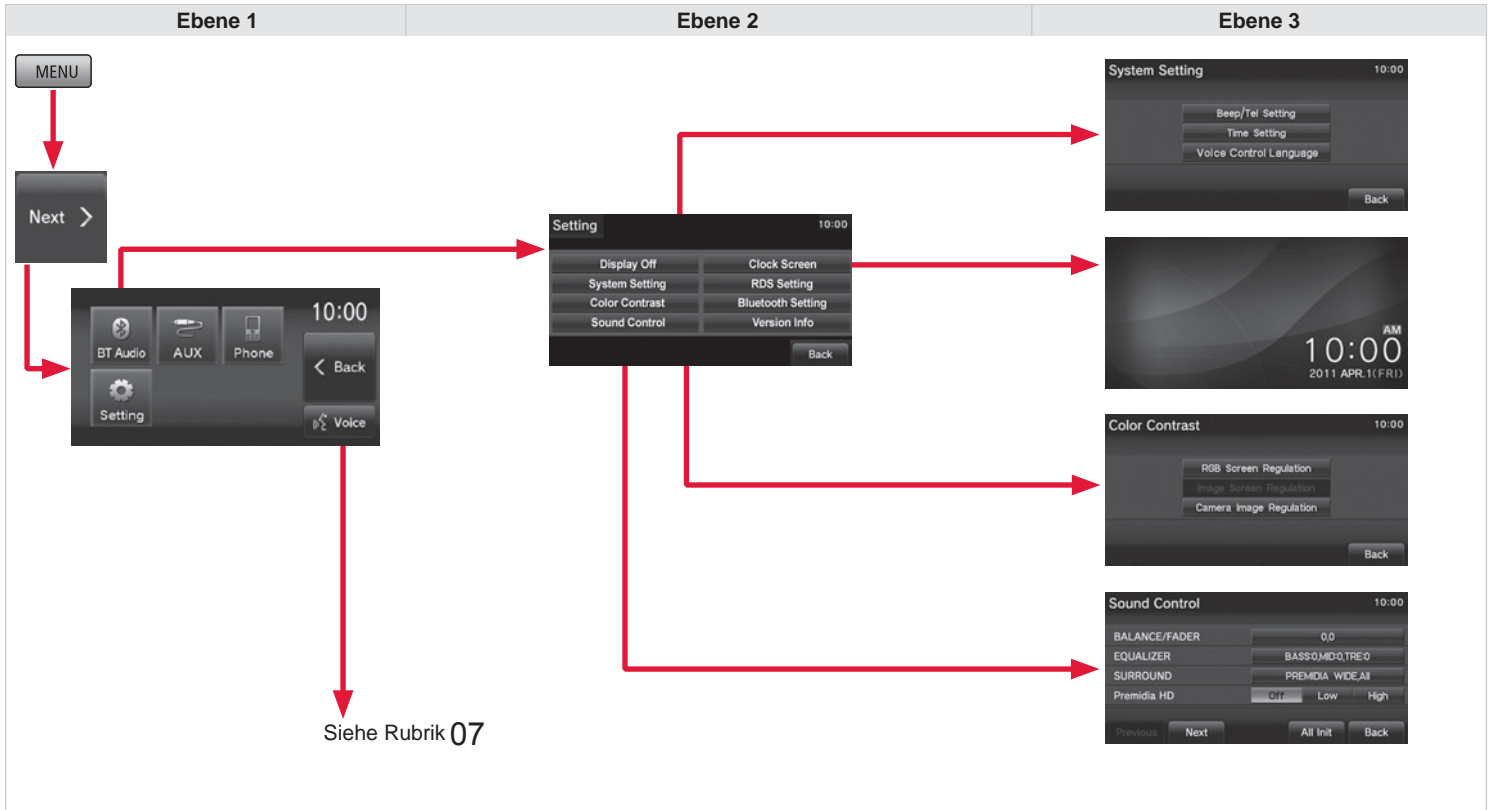 Ebene 1
Ebene 2
Ebene 3
MENU
Next
10:00
BT Audio
AUX
Phone
Back
Setting
Voice
Siehe Rubrik 07
Setting 10:00
Display Off Clock Screen
System Setting RDS Setting
Color Contrast Bluetooth Setting
Sound Control Version Info
Back
System Setting 10:00
Beep/Tel Setting
Time Setting
Voice Control Language
Back
AM
10:00
2011 APR.1(FRI)
Color Contrast 10:00
RGB Screen Regulation
Image Screen Regulation
Camera Image Regulation
Back
Sound Control 10:00
BALANCE/FADER 0,0
EQUALIZER BASS:0,MID:0,TRE:0
SURROUND PREMIDIA WIDE,All
Premidia HD Off Low High
Previous Next All Init Back